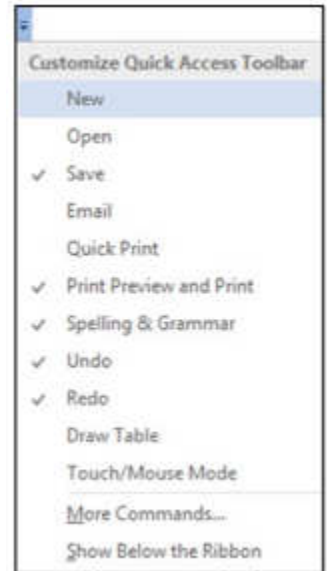 Customize Quick Access Toolbar
New
Open
Save
Email
Quick Print
Print Preview and Print
Spelling & Grammar
Undo
Redo
Draw Table
Touch/Mouse Mode
More Commands...
Show Below the Ribbon